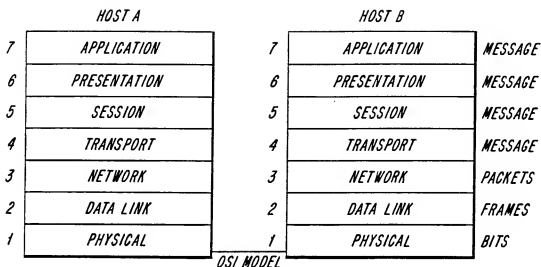 HOST A HOST B
7 APPLICATION 7 APPLICATION MESSAGE
6 PRESENTATION 6 PRESENTATION MESSAGE
5 SESSION 5 SESSION MESSAGE
4 TRANSPORT 4 TRANSPORT MESSAGE
3 NETWORK 3 NETWORK PACKETS
2 DATA LINK 2 DATA LINK FRAMES
1 PHYSICAL 1 PHYSICAL BITS
OSI MODEL